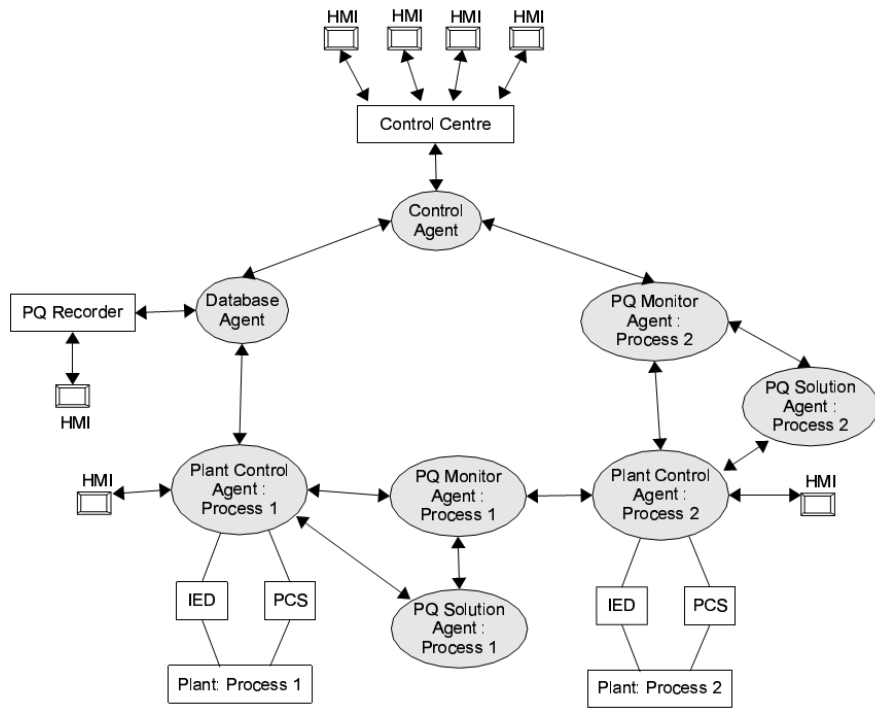 HMI
HMI
HMI
HMI
Control Centre
Control
Agent
Database
Agent
PQ Recorder
HMI
PQ Monitor
Agent :
Process 2
PQ Solution
Agent :
Process 2
HMI
Plant Control
Agent :
Process 1
PQ Monitor
Agent :
Process 1
Plant Control
Agent :
Process 2
HMI
IED
PCS
PQ Solution
Agent :
Process 1
IED
PCS
Plant: Process 1
Plant: Process 2